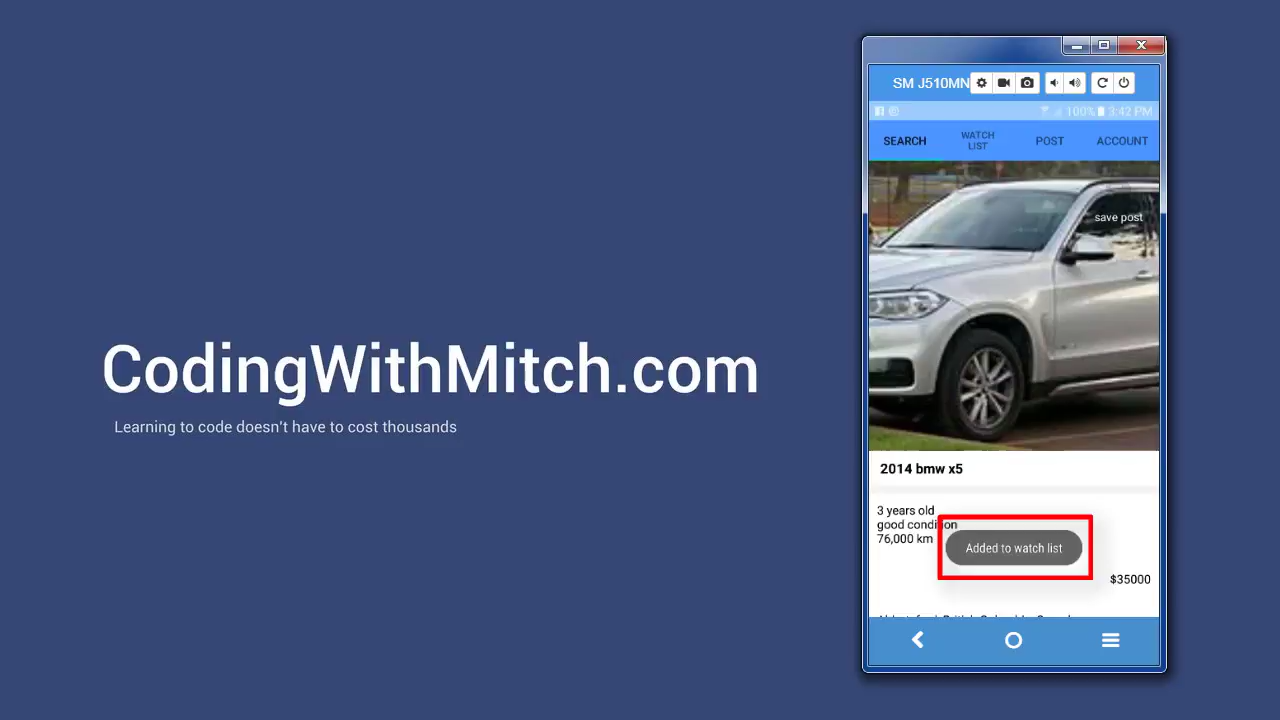 CodingWithMitch.com
Learning to code doesn't have to cost thousands
SM J510MN
100% 3:42 PM
SEARCH
WATCH
LIST
POST
ACCOUNT
save post
2014 bmw x5
3 years old
good condition
76,000 km
Added to watch list
$35000